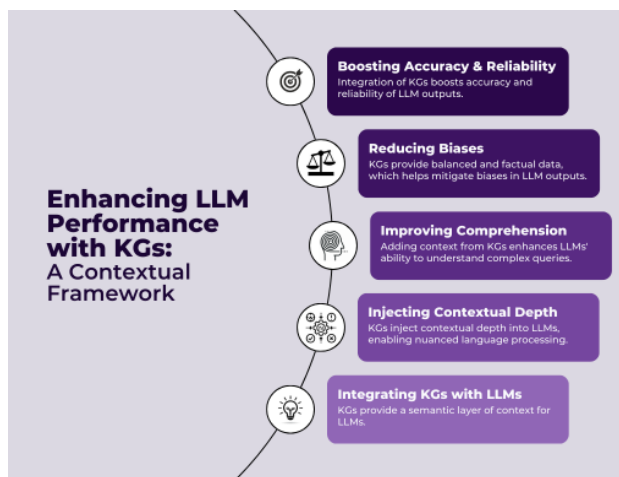 Enhancing LLM
Performance
with KGs:
A Contextual
Framework
Boosting Accuracy & Reliability
Integration of KGs boosts accuracy and
reliability of LLM outputs.
Reducing Biases
KGs provide balanced and factual data,
which helps mitigate biases in LLM outputs.
Improving Comprehension
Adding context from KGs enhances LLMs'
ability to understand complex queries.
Injecting Contextual Depth
KGs inject contextual depth into LLMs,
enabling nuanced language processing.
Integrating KGs with LLMs
KGs provide a semantic layer of context for
LLMs.